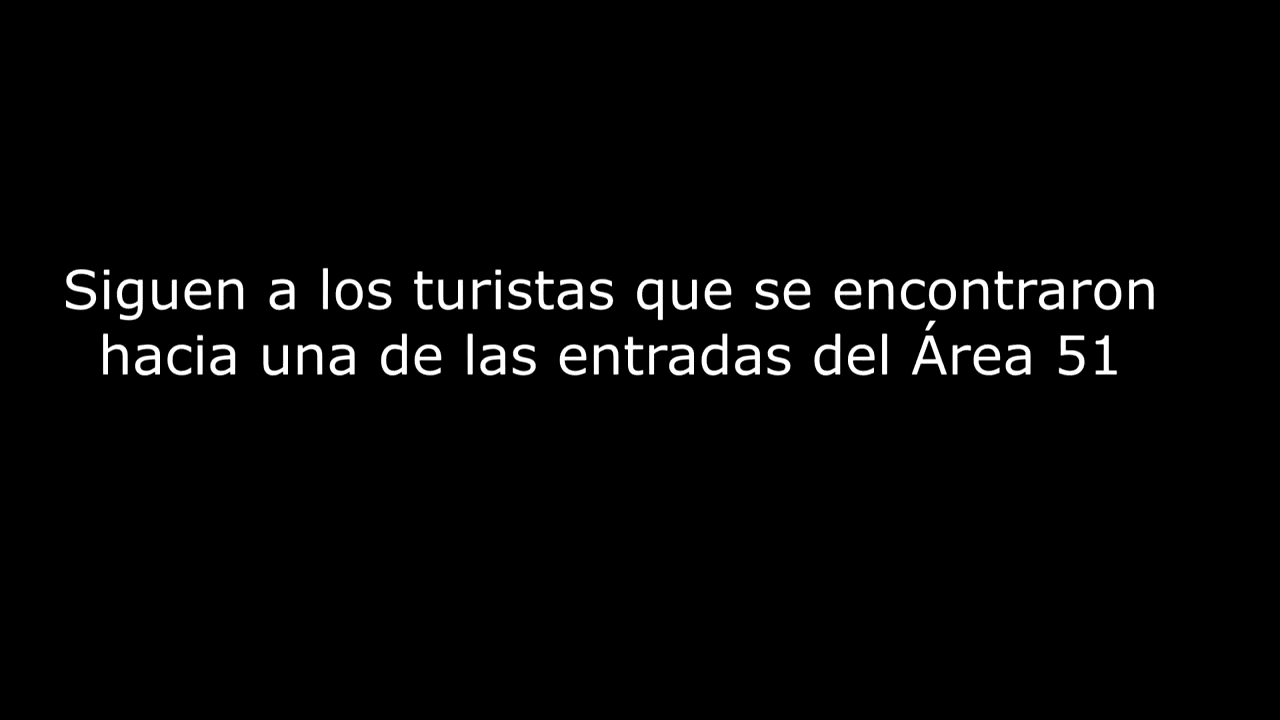 Siguen a los turistas que se encontraron
hacia una de las entradas del Área 51